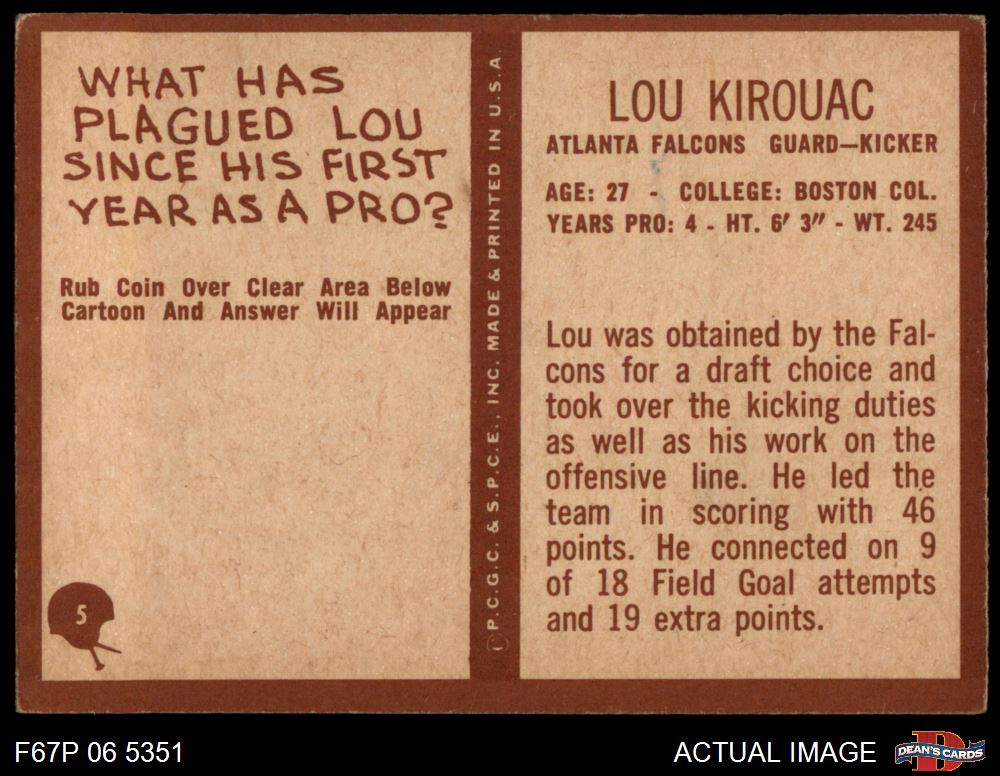 WHAT HAS
PLAGUED LOU
SINCE HIS FIRST
YEAR AS A PRO?
Rub Coin Over Clear Area Below
Cartoon And Answer Will Appear
5
© P.C.G.C. & S.P.C.E., INC. MADE & PRINTED IN U.S.A.
LOU KIROUAC
ATLANTA FALCONS GUARD—KICKER
AGE: 27 - COLLEGE: BOSTON COL.
YEARS PRO: 4 - HT. 6' 3" - WT. 245
Lou was obtained by the Fal-
cons for a draft choice and
took over the kicking duties
as well as his work on the
offensive line. He led the
team in scoring with 46
points. He connected on 9
of 18 Field Goal attempts
and 19 extra points.
F67P 06 5351
ACTUAL IMAGE
D
DEAN'S CARDS